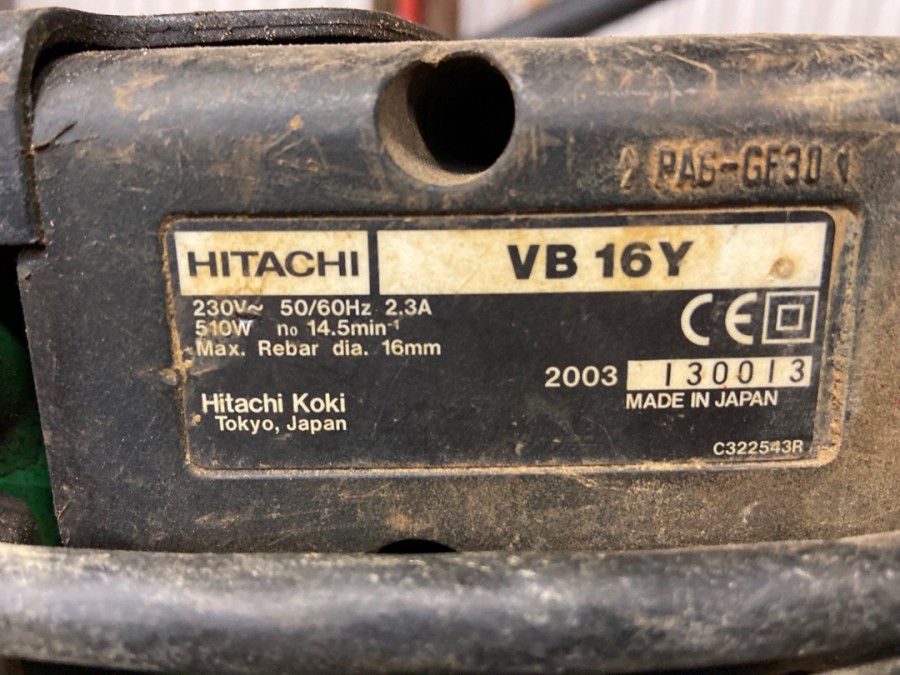 PA6-GF30
HITACHI VB 16Y
230V~ 50/60Hz 2.3A
510W no 14.5min-1
Max. Rebar dia. 16mm
CE
2003 130013
MADE IN JAPAN
Hitachi Koki
Tokyo, Japan
C322543R